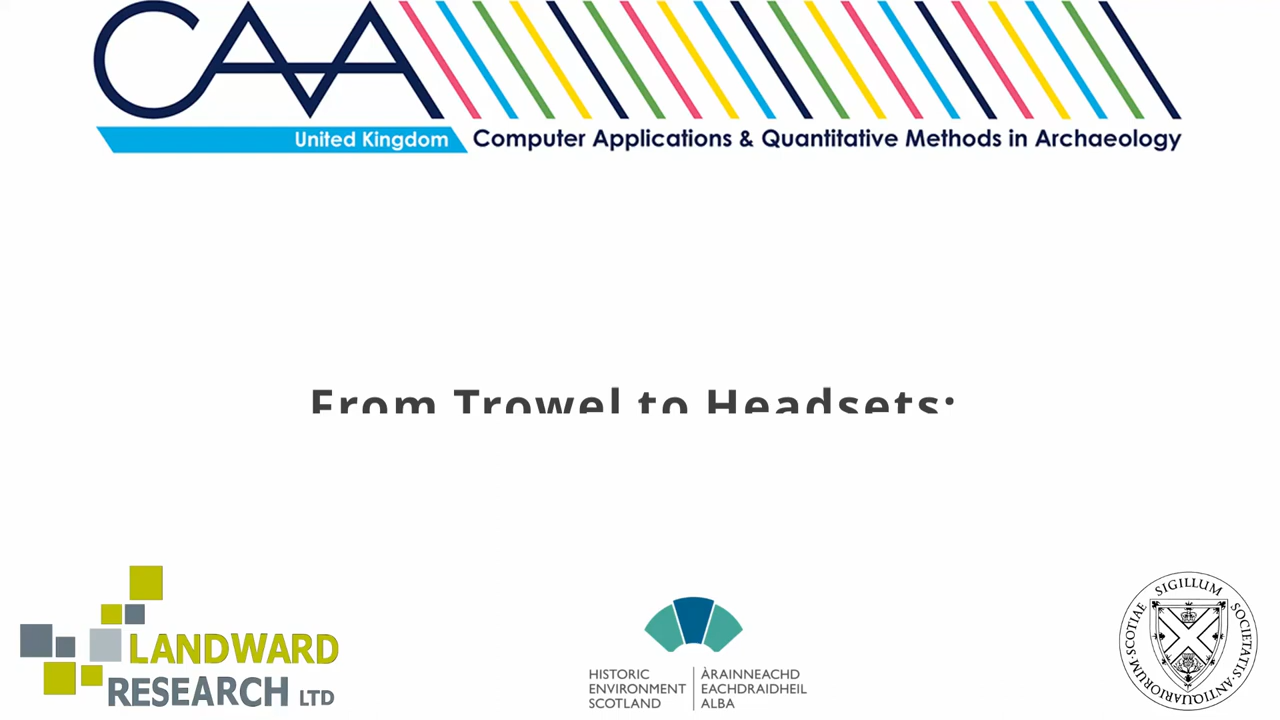 CAA
United Kingdom Computer Applications & Quantitative Methods in Archaeology
From Trowel to Headsets:
LANDWARD
RESEARCH LTD
HISTORIC
ENVIRONMENT
SCOTLAND
ÀRAINNEACHD
EACHDRAIDHEIL
ALBA
SIGILLUM SOCIETATIS·ANTIQUARIORUM·SCOTIAE